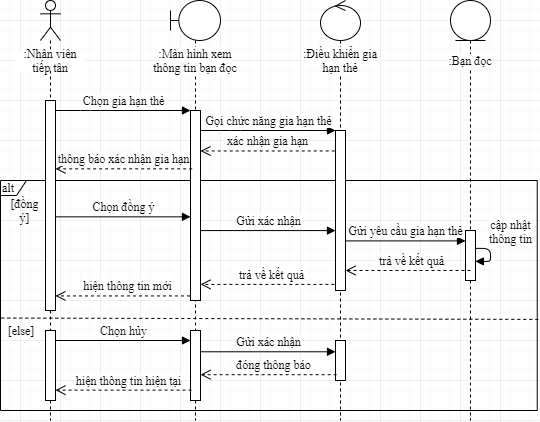 :Nhân viên
tiếp tân
:Màn hình xem
thông tin bạn đọc
:Điều khiển gia
hạn thẻ
:Bạn đọc
Chọn gia hạn thẻ
Gọi chức năng gia hạn thẻ
xác nhận gia hạn
thông báo xác nhận gia hạn
alt
[đồng
ý]
Chọn đồng ý
Gửi xác nhận
Gửi yêu cầu gia hạn thẻ
cập nhật
thông tin
trả về kết quả
trả về kết quả
hiện thông tin mới
[else]
Chọn hủy
Gửi xác nhận
đóng thông báo
hiện thông tin hiện tại